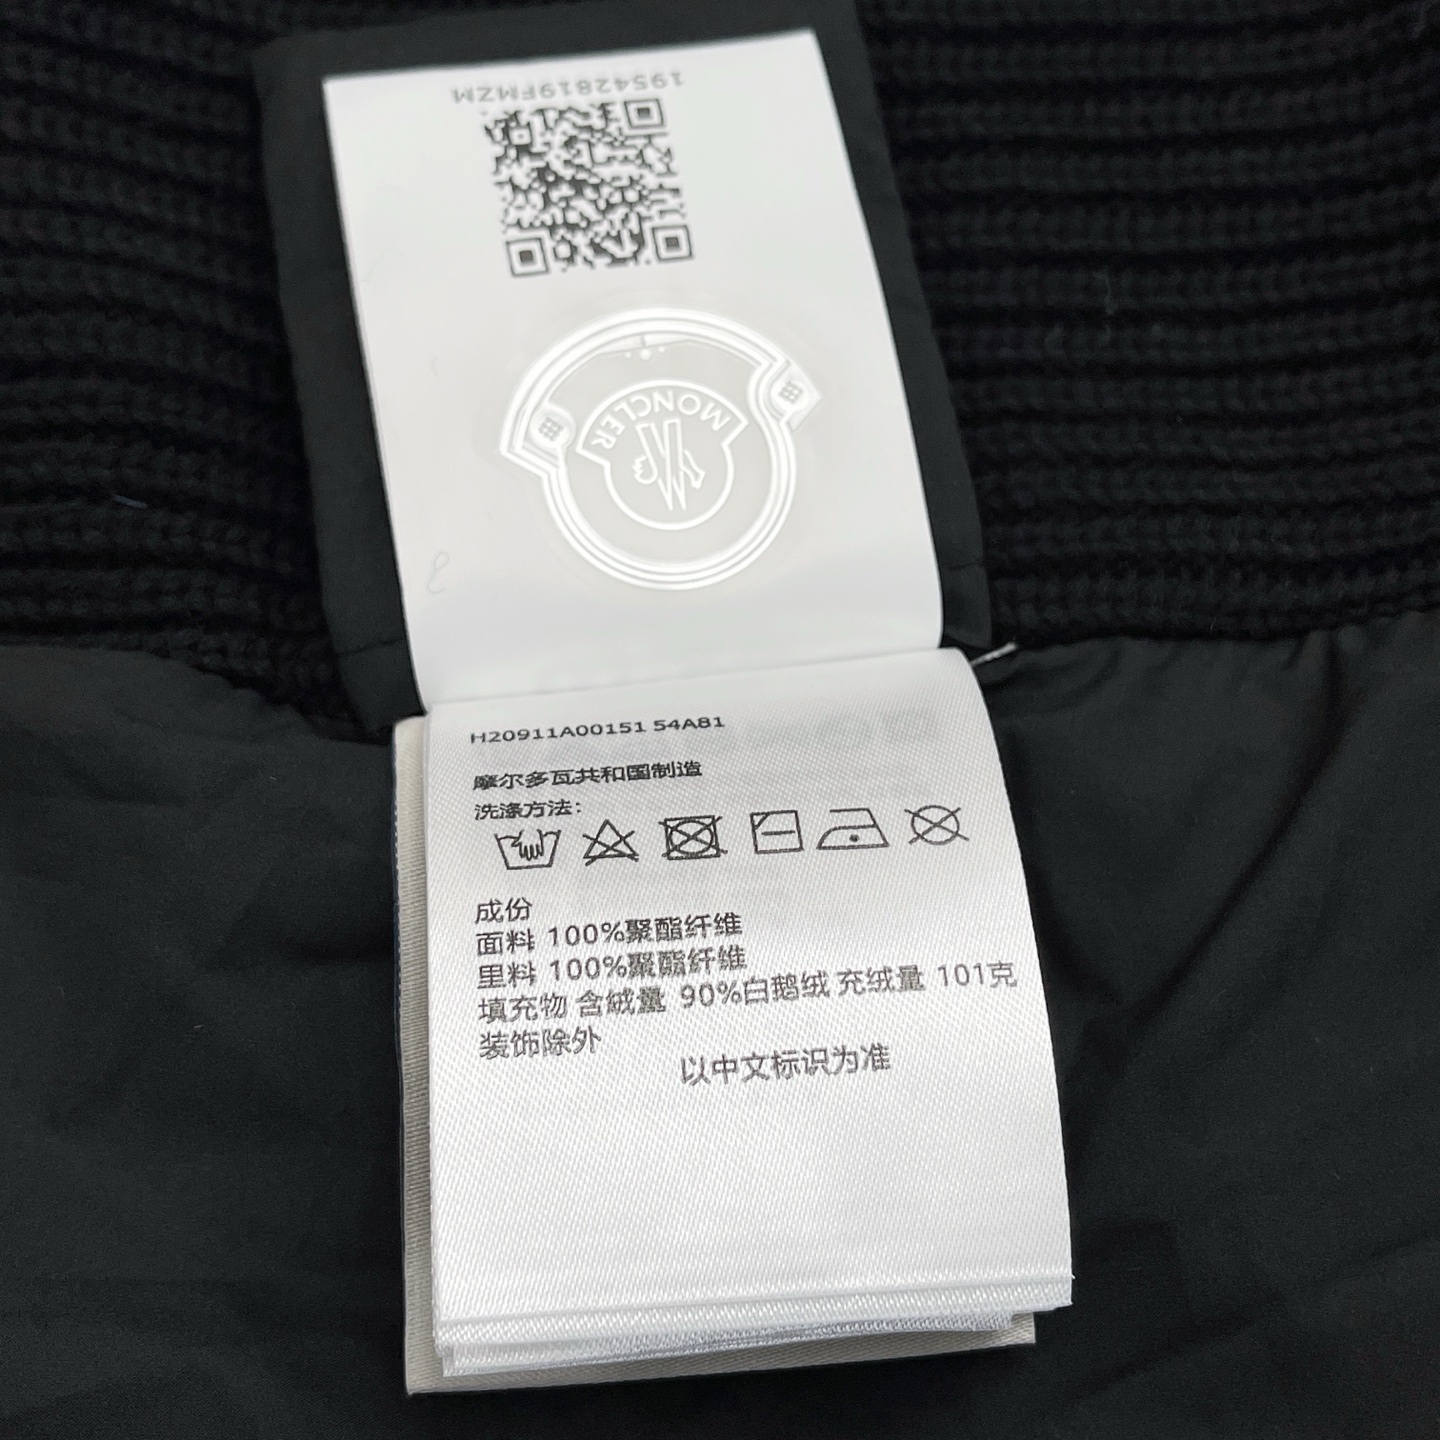 19542819FMZM
MONCLER
H20911A00151 54A81
摩尔多瓦共和国制造
洗涤方法:
成份
面料 100%聚酯纤维
里料 100%聚酯纤维
填充物 含絨量 90%白鹅绒 充绒量 101克
装饰除外
以中文标识为准